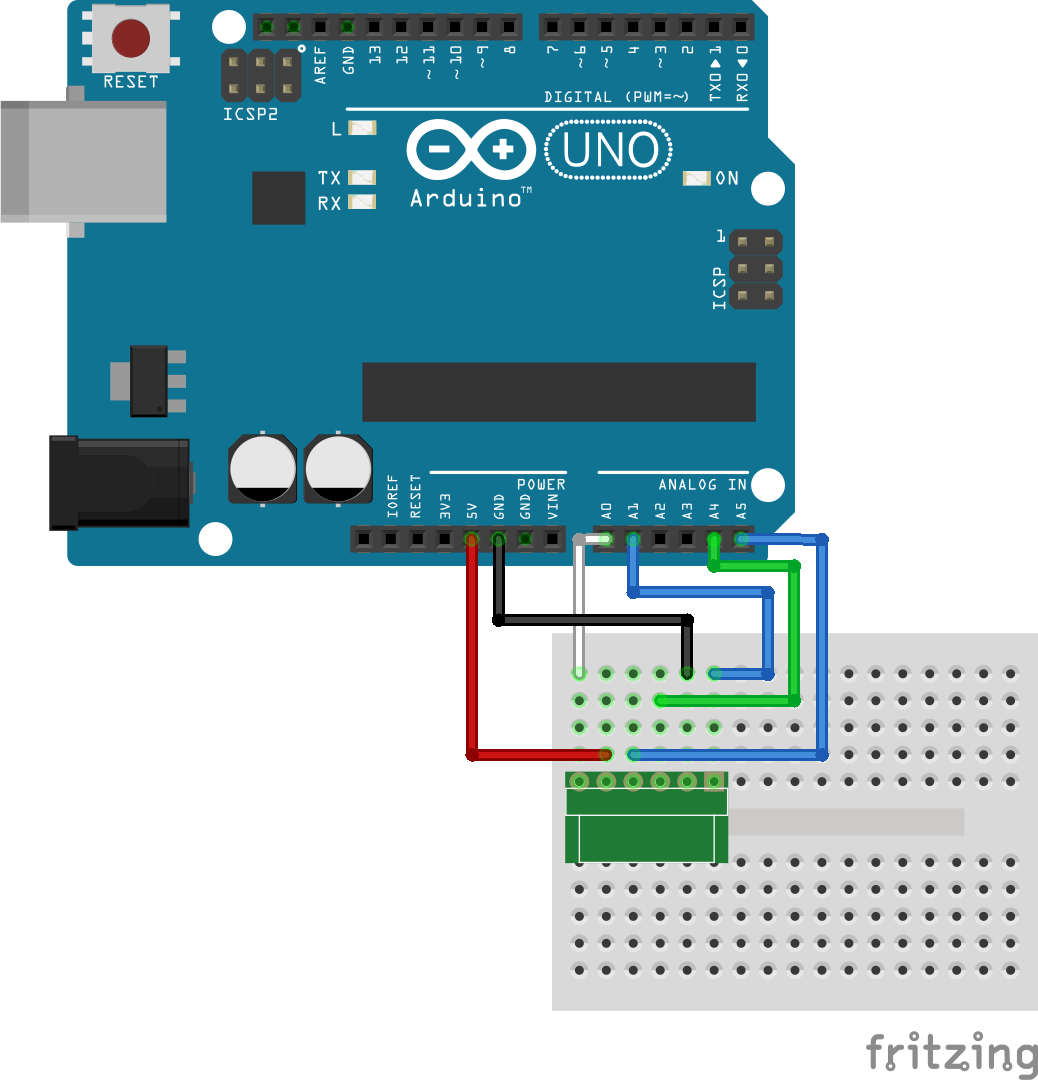 RESET
ICSP2
AREF
GND
13
12
~11
~10
~9
8
7
~6
~5
4
~3
2
TX0▶1
RX0◀0
DIGITAL (PWM=~)
L
TX
RX
Arduino™
UNO
ON
1
ICSP
IOREF
RESET
3V3
5V
GND
GND
VIN
POWER
ANALOG IN
A0
A1
A2
A3
A4
A5
fritzing